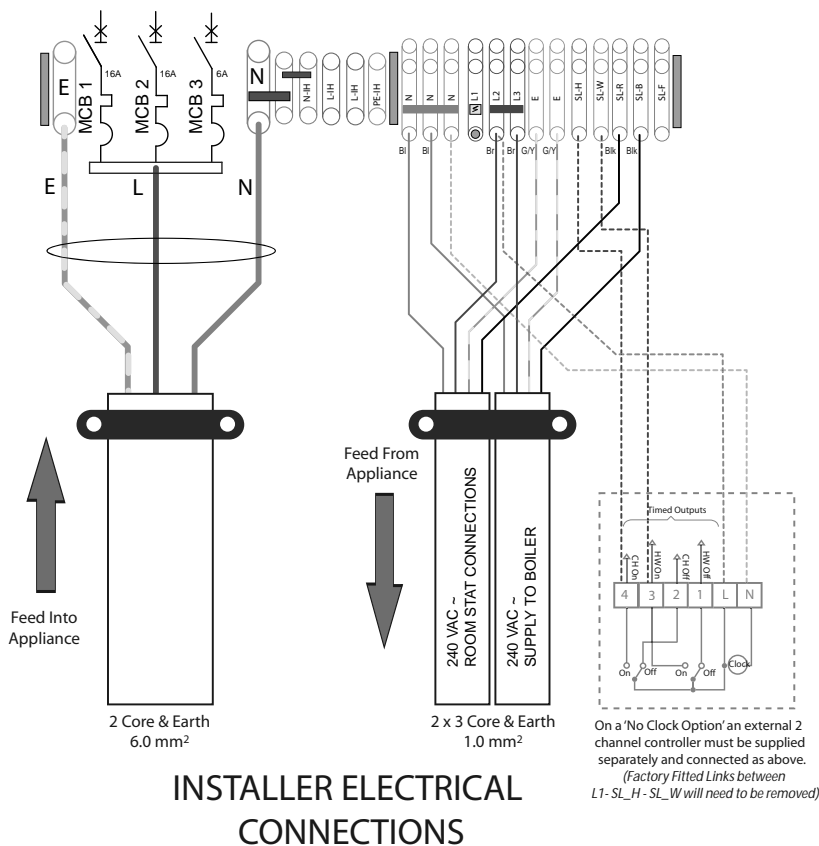 E
MCB 1
16A
MCB 2
16A
MCB 3
6A
N
N-IH
L-IH
L-IH
PE-IH
N
N
N
L1
L2
L3
E
E
SL-H
SL-W
SL-R
SL-B
SL-F
Bl
Bl
Br
Br
G/Y
G/Y
Blk
Blk
E
L
N
Feed Into
Appliance
Feed From
Appliance
240 VAC ~
ROOM STAT CONNECTIONS
240 VAC ~
SUPPLY TO BOILER
2 Core & Earth
6.0 mm²
2 x 3 Core & Earth
1.0 mm²
Timed Outputs
CH On
HW On
CH Off
HW Off
4
3
2
1
L
N
On
Off
On
Off
Clock
On a 'No Clock Option' an external 2
channel controller must be supplied
separately and connected as above.
(Factory Fitted Links between
L1- SL_H - SL_W will need to be removed)
INSTALLER ELECTRICAL
CONNECTIONS